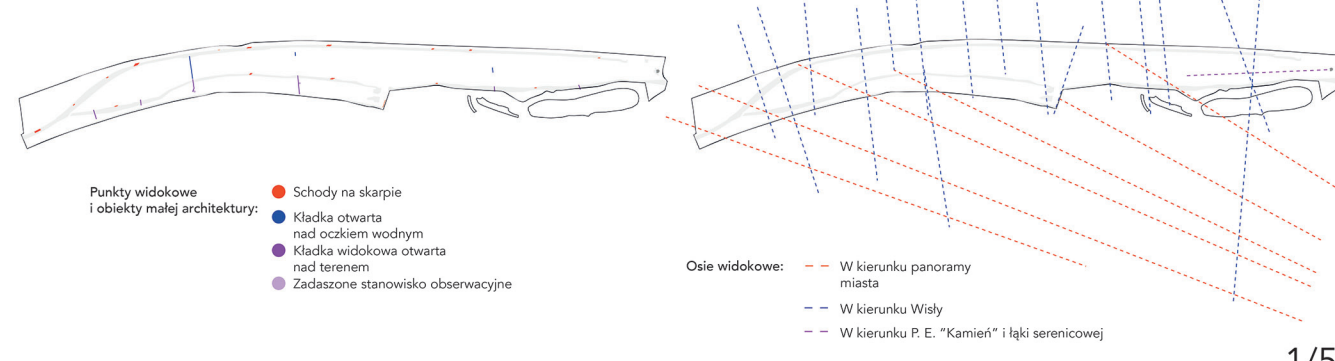 Punkty widokowe
i obiekty małej architektury:
Schody na skarpie
Kładka otwarta
nad oczkiem wodnym
Kładka widokowa otwarta
nad terenem
Zadaszone stanowisko obserwacyjne
Osie widokowe:
W kierunku panoramy
miasta
W kierunku Wisły
W kierunku P. E. "Kamień" i łąki serenicowej
1/5